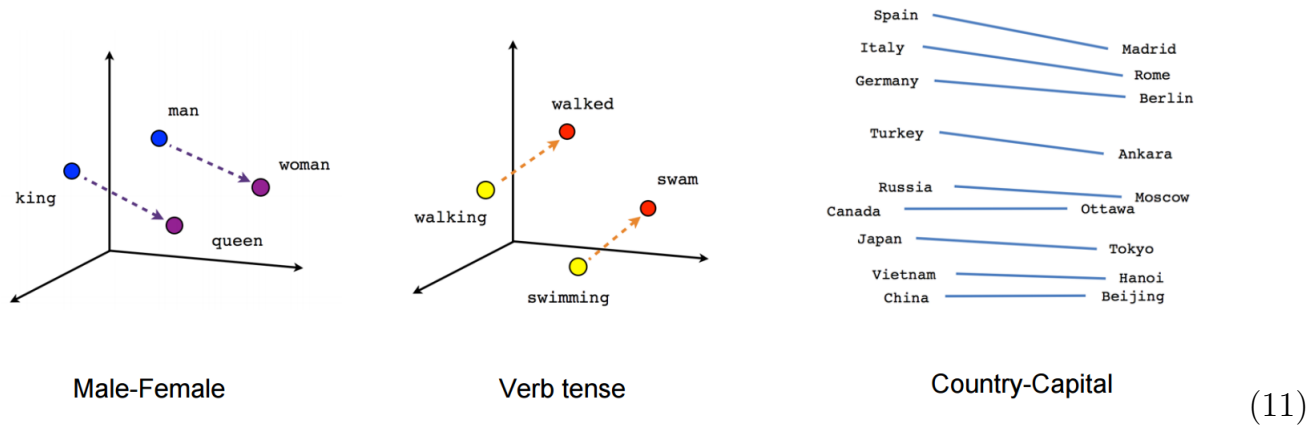 man
woman
king
queen
Male-Female
walked
swam
walking
swimming
Verb tense
Spain
Madrid
Italy
Rome
Germany
Berlin
Turkey
Ankara
Russia
Moscow
Canada
Ottawa
Japan
Tokyo
Vietnam
Hanoi
China
Beijing
Country-Capital
(11)